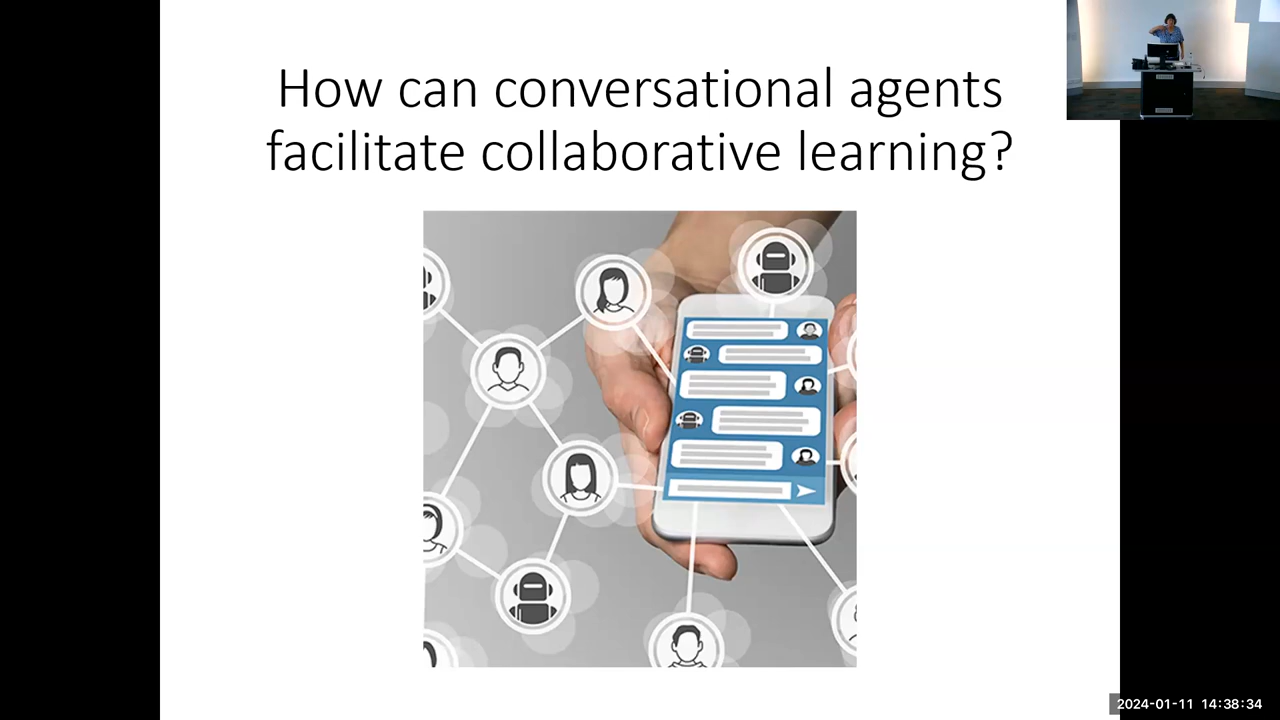 How can conversational agents
facilitate collaborative learning?
2024-01-11 14:38:34